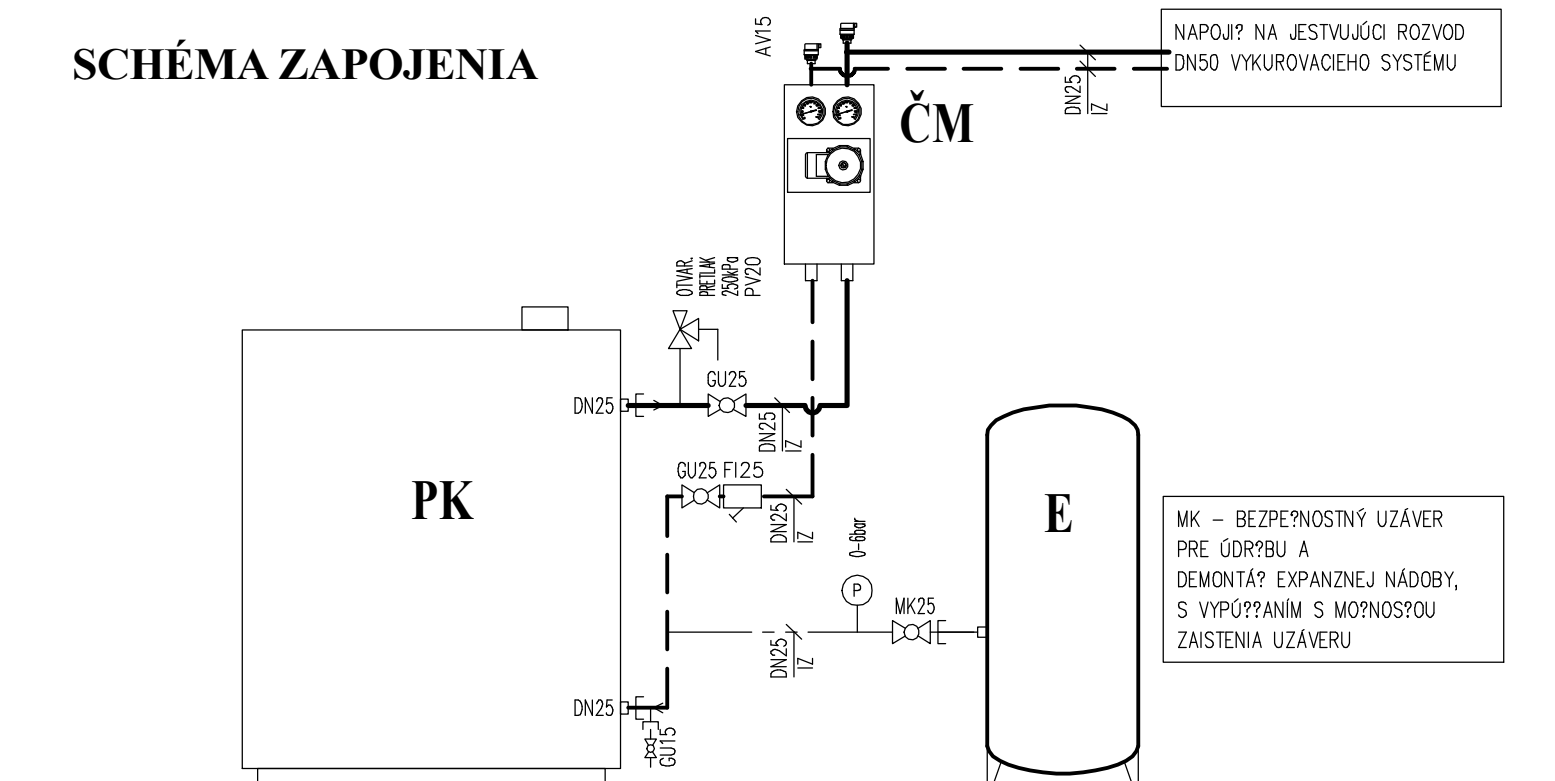 SCHÉMA ZAPOJENIA
AV15
NAPOJI? NA JESTVUJÚCI ROZVOD
DN50 VYKUROVACIEHO SYSTÉMU
DN25
IZ
ČM
OTVAR.
PRETLAK
250kPa
PV20
GU25
DN25
DN25
IZ
PK
GU25 FI25
DN25
IZ
0-6bar
P
MK25
DN25
IZ
E
MK – BEZPE?NOSTNÝ UZÁVER
PRE ÚDR?BU A
DEMONTÁ? EXPANZNEJ NÁDOBY,
S VYPÚ??ANÍM S MO?NOS?OU
ZAISTENIA UZÁVERU
DN25
GU15